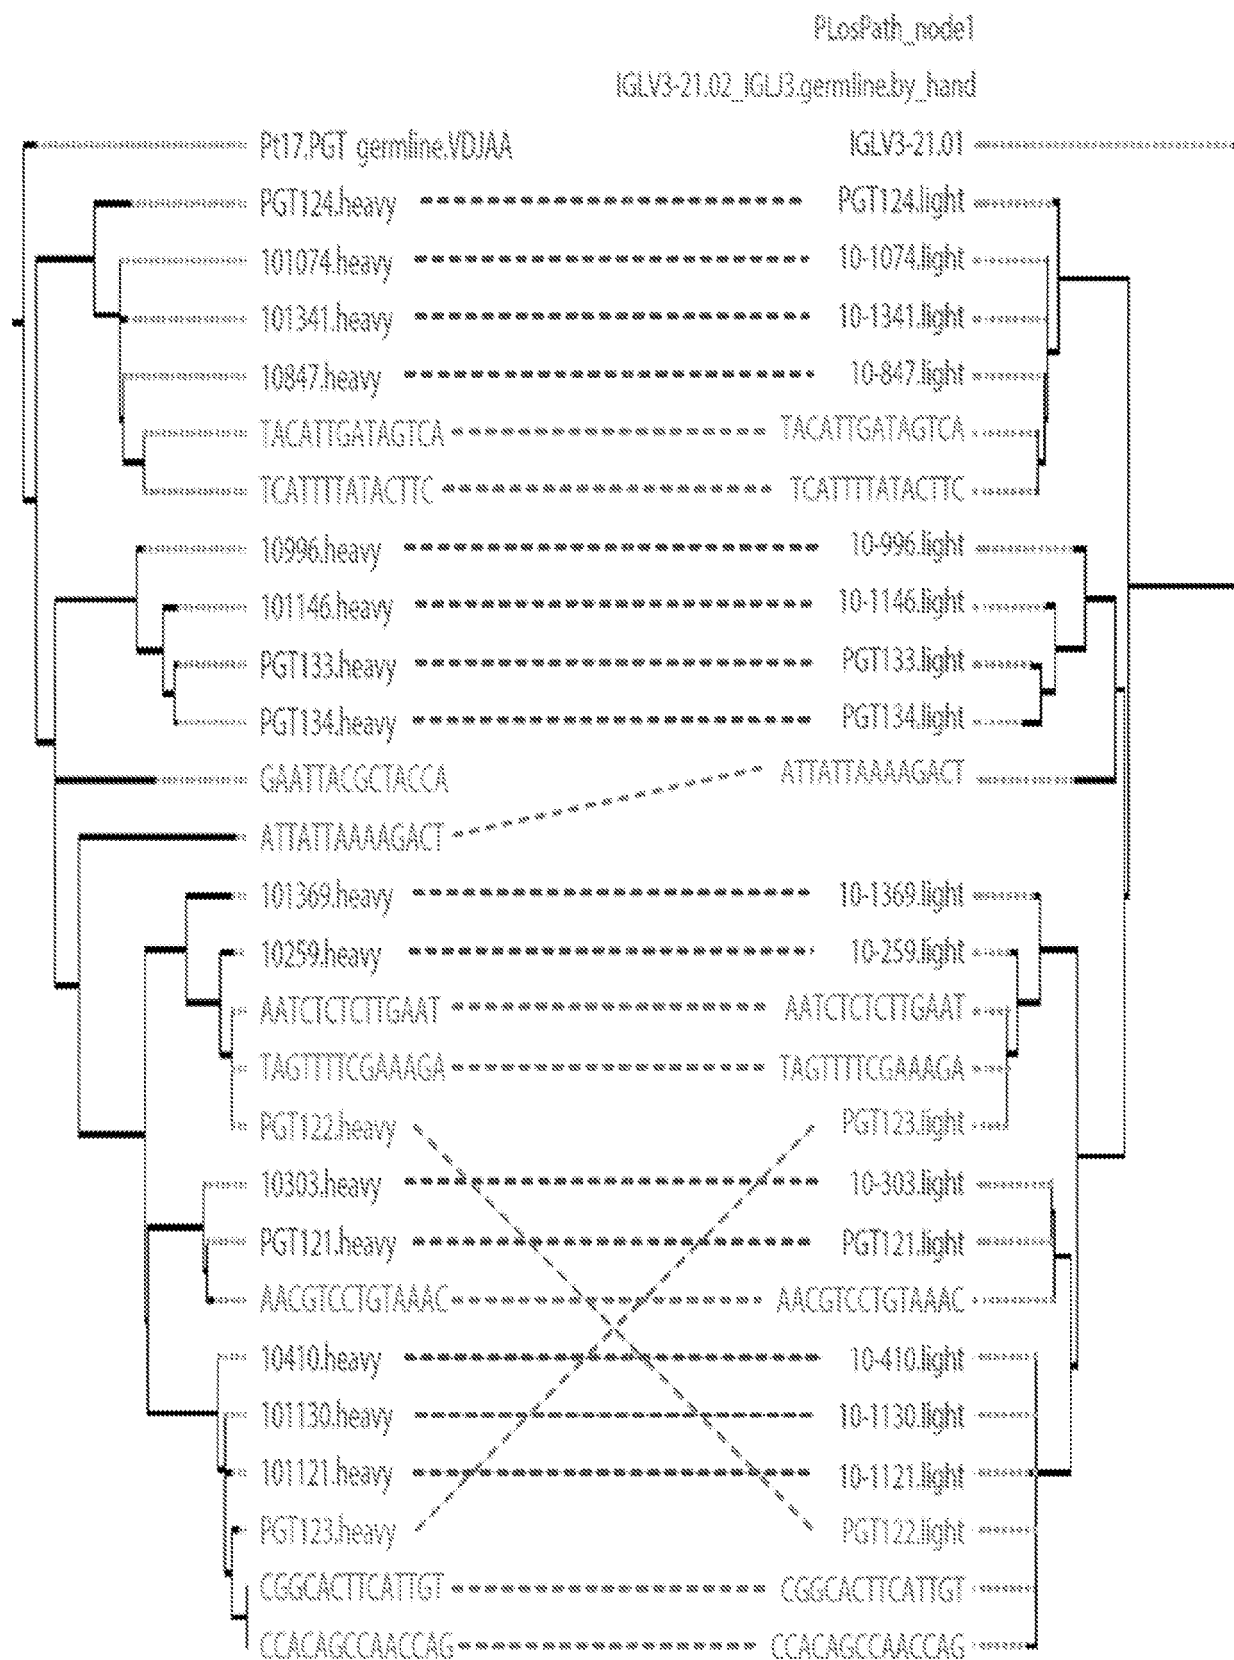 PLosPath_node1
IGLV3-21.02_IGLJ3.germline.by_hand
Pt17.PGT germline.VDJAA IGLV3-21.01
PGT124.heavy PGT124.light
101074.heavy 10-1074.light
101341.heavy 10-1341.light
10847.heavy 10-847.light
TACATTGATAGTCA TACATTGATAGTCA
TCATTTTATACTTC TCATTTTATACTTC
10996.heavy 10-996.light
101146.heavy 10-1146.light
PGT133.heavy PGT133.light
PGT134.heavy PGT134.light
GAATTACGCTACCA ATTATTAAAAGACT
ATTATTAAAAGACT
101369.heavy 10-1369.light
10259.heavy 10-259.light
AATCTCTCTTGAAT AATCTCTCTTGAAT
TAGTTTTCGAAAGA TAGTTTTCGAAAGA
PGT122.heavy PGT123.light
10303.heavy 10-303.light
PGT121.heavy PGT121.light
AACGTCCTGTAAAC AACGTCCTGTAAAC
10410.heavy 10-410.light
101130.heavy 10-1130.light
101121.heavy 10-1121.light
PGT123.heavy PGT122.light
CGGCACTTCATTGT CGGCACTTCATTGT
CCACAGCCAACCAG CCACAGCCAACCAG